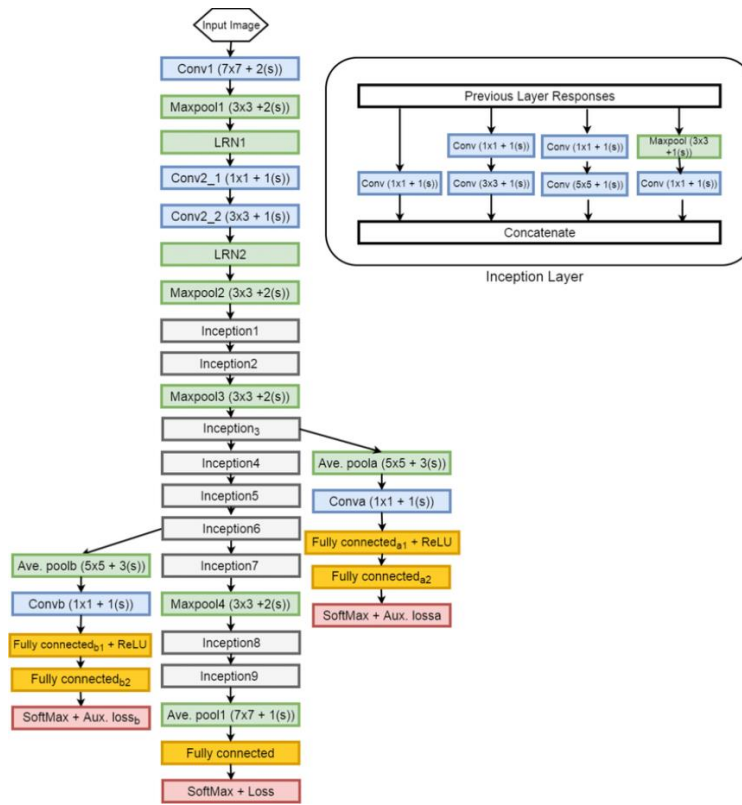 Input Image
Conv1 (7x7 + 2(s))
Maxpool1 (3x3 +2(s))
LRN1
Conv2_1 (1x1 + 1(s))
Conv2_2 (3x3 + 1(s))
LRN2
Maxpool2 (3x3 +2(s))
Inception1
Inception2
Maxpool3 (3x3 +2(s))
Inception3
Inception4
Inception5
Inception6
Inception7
Maxpool4 (3x3 +2(s))
Inception8
Inception9
Ave. pool1 (7x7 + 1(s))
Fully connected
SoftMax + Loss
Ave. poola (5x5 + 3(s))
Conva (1x1 + 1(s))
Fully connecteda1 + ReLU
Fully connecteda2
SoftMax + Aux. lossa
Ave. poolb (5x5 + 3(s))
Convb (1x1 + 1(s))
Fully connectedb1 + ReLU
Fully connectedb2
SoftMax + Aux. lossb
Previous Layer Responses
Conv (1x1 + 1(s))
Conv (1x1 + 1(s))
Maxpool (3x3
+1(s))
Conv (1x1 + 1(s))
Conv (3x3 + 1(s))
Conv (5x5 + 1(s))
Conv (1x1 + 1(s))
Concatenate
Inception Layer